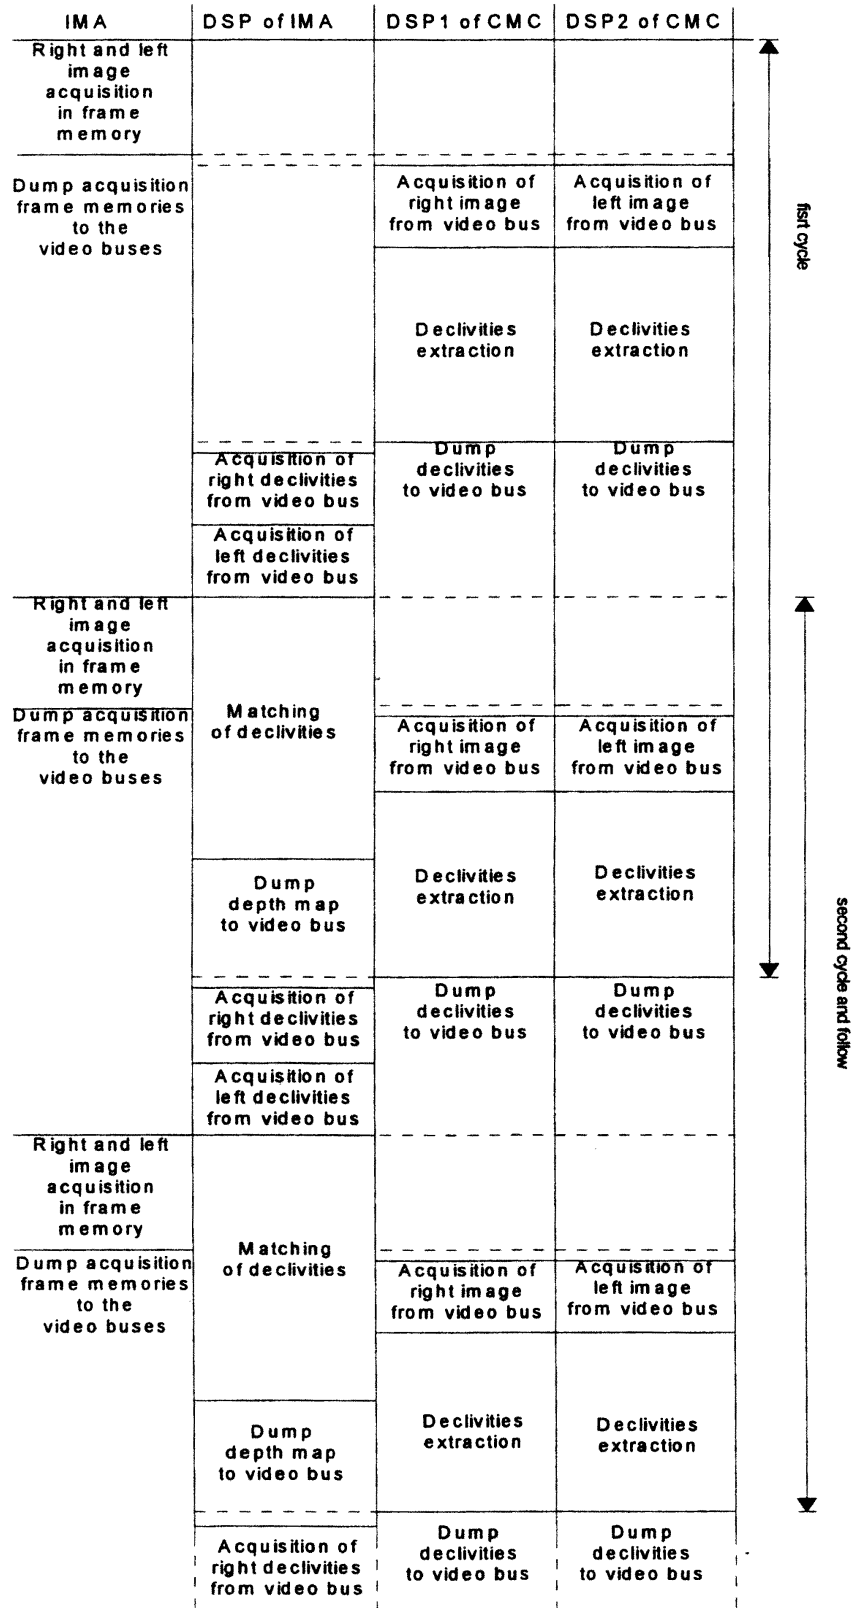 IMA
DSP of IMA
DSP1 of CMC
DSP2 of CMC
Right and left
image
acquisition
in frame
memory
Dump acquisition
frame memories
to the
video buses
Acquisition of
right image
from video bus
Acquisition of
left image
from video bus
fisrt cycle
Declivities
extraction
Declivities
extraction
Acquisition of
right declivities
from video bus
Dump
declivities
to video bus
Dump
declivities
to video bus
Acquisition of
left declivities
from video bus
Right and left
image
acquisition
in frame
memory
Matching
of declivities
Dump acquisition
frame memories
to the
video buses
Acquisition of
right image
from video bus
Acquisition of
left image
from video bus
Dump
depth map
to video bus
Declivities
extraction
Declivities
extraction
second cycle and follow
Acquisition of
right declivities
from video bus
Dump
declivities
to video bus
Dump
declivities
to video bus
Acquisition of
left declivities
from video bus
Right and left
image
acquisition
in frame
memory
Matching
of declivities
Dump acquisition
frame memories
to the
video buses
Acquisition of
right image
from video bus
Acquisition of
left image
from video bus
Dump
depth map
to video bus
Declivities
extraction
Declivities
extraction
Acquisition of
right declivities
from video bus
Dump
declivities
to video bus
Dump
declivities
to video bus